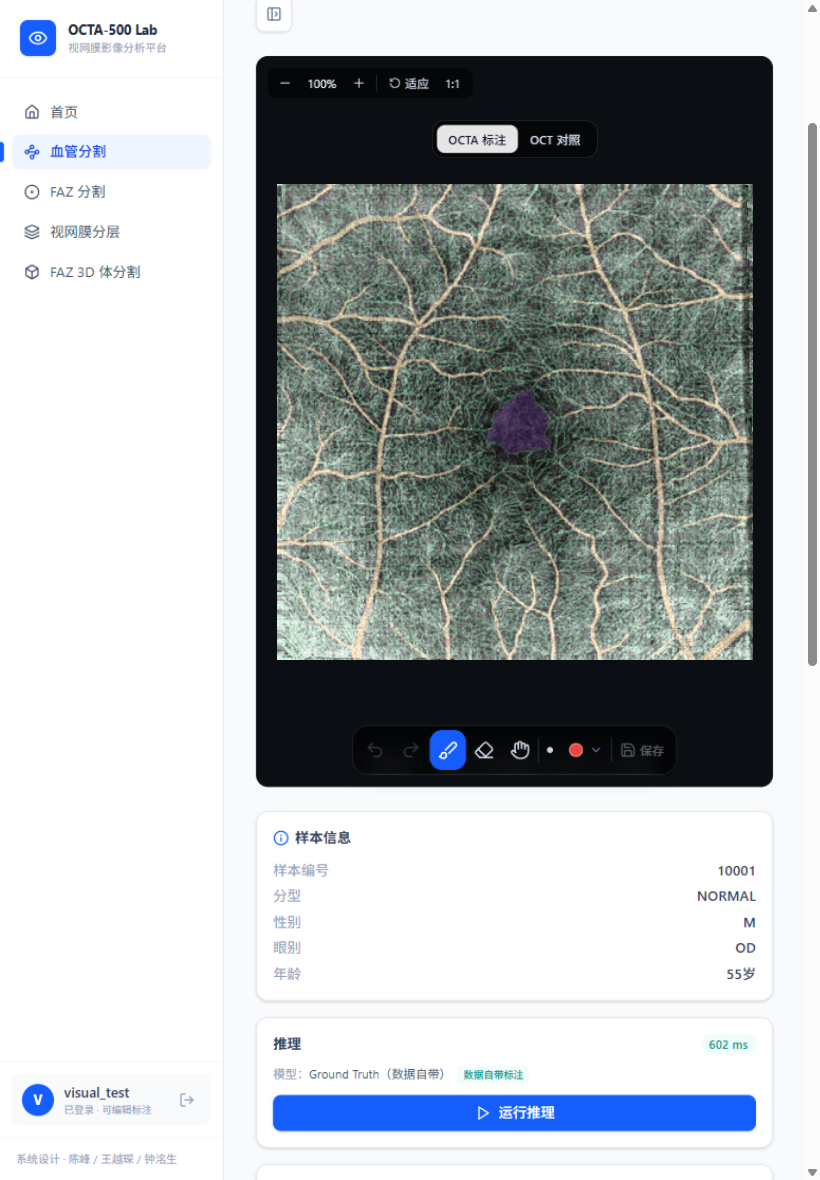 OCTA-500 Lab
视网膜影像分析平台
首页
血管分割
FAZ 分割
视网膜分层
FAZ 3D 体分割
V
visual_test
已登录 · 可编辑标注
系统设计 · 陈峰 / 王越琛 / 钟洺生
100%
适应
1:1
OCTA 标注
OCT 对照
保存
样本信息
样本编号 10001
分型 NORMAL
性别 M
眼别 OD
年龄 55岁
推理 602 ms
模型：Ground Truth（数据自带） 数据自带标注
运行推理